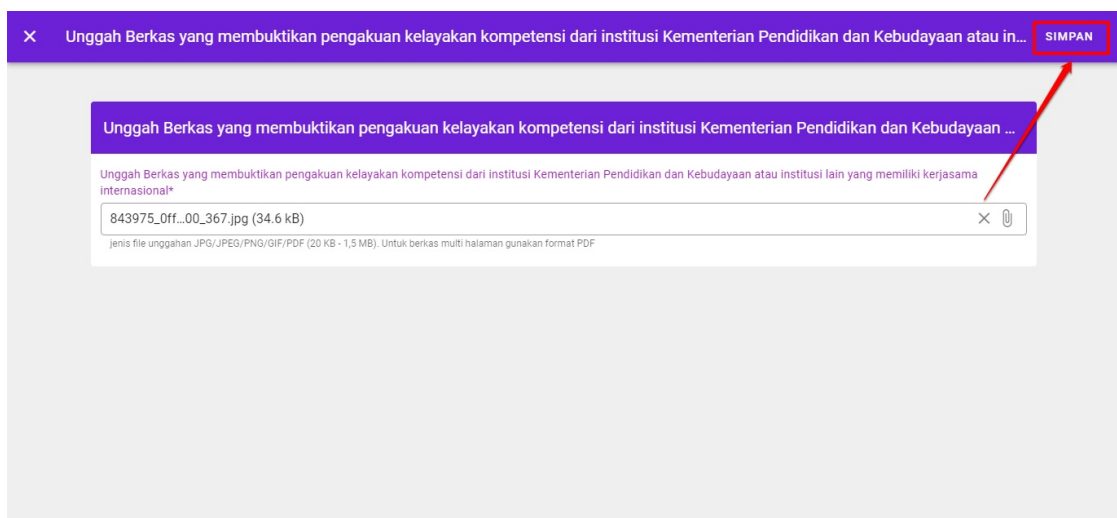 Unggah Berkas yang membuktikan pengakuan kelayakan kompetensi dari institusi Kementerian Pendidikan dan Kebudayaan atau in... SIMPAN
Unggah Berkas yang membuktikan pengakuan kelayakan kompetensi dari institusi Kementerian Pendidikan dan Kebudayaan ...
Unggah Berkas yang membuktikan pengakuan kelayakan kompetensi dari institusi Kementerian Pendidikan dan Kebudayaan atau institusi lain yang memiliki kerjasama
internasional*
843975_0ff...00_367.jpg (34.6 kB)
jenis file unggahan JPG/JPEG/PNG/GIF/PDF (20 KB - 1,5 MB). Untuk berkas multi halaman gunakan format PDF